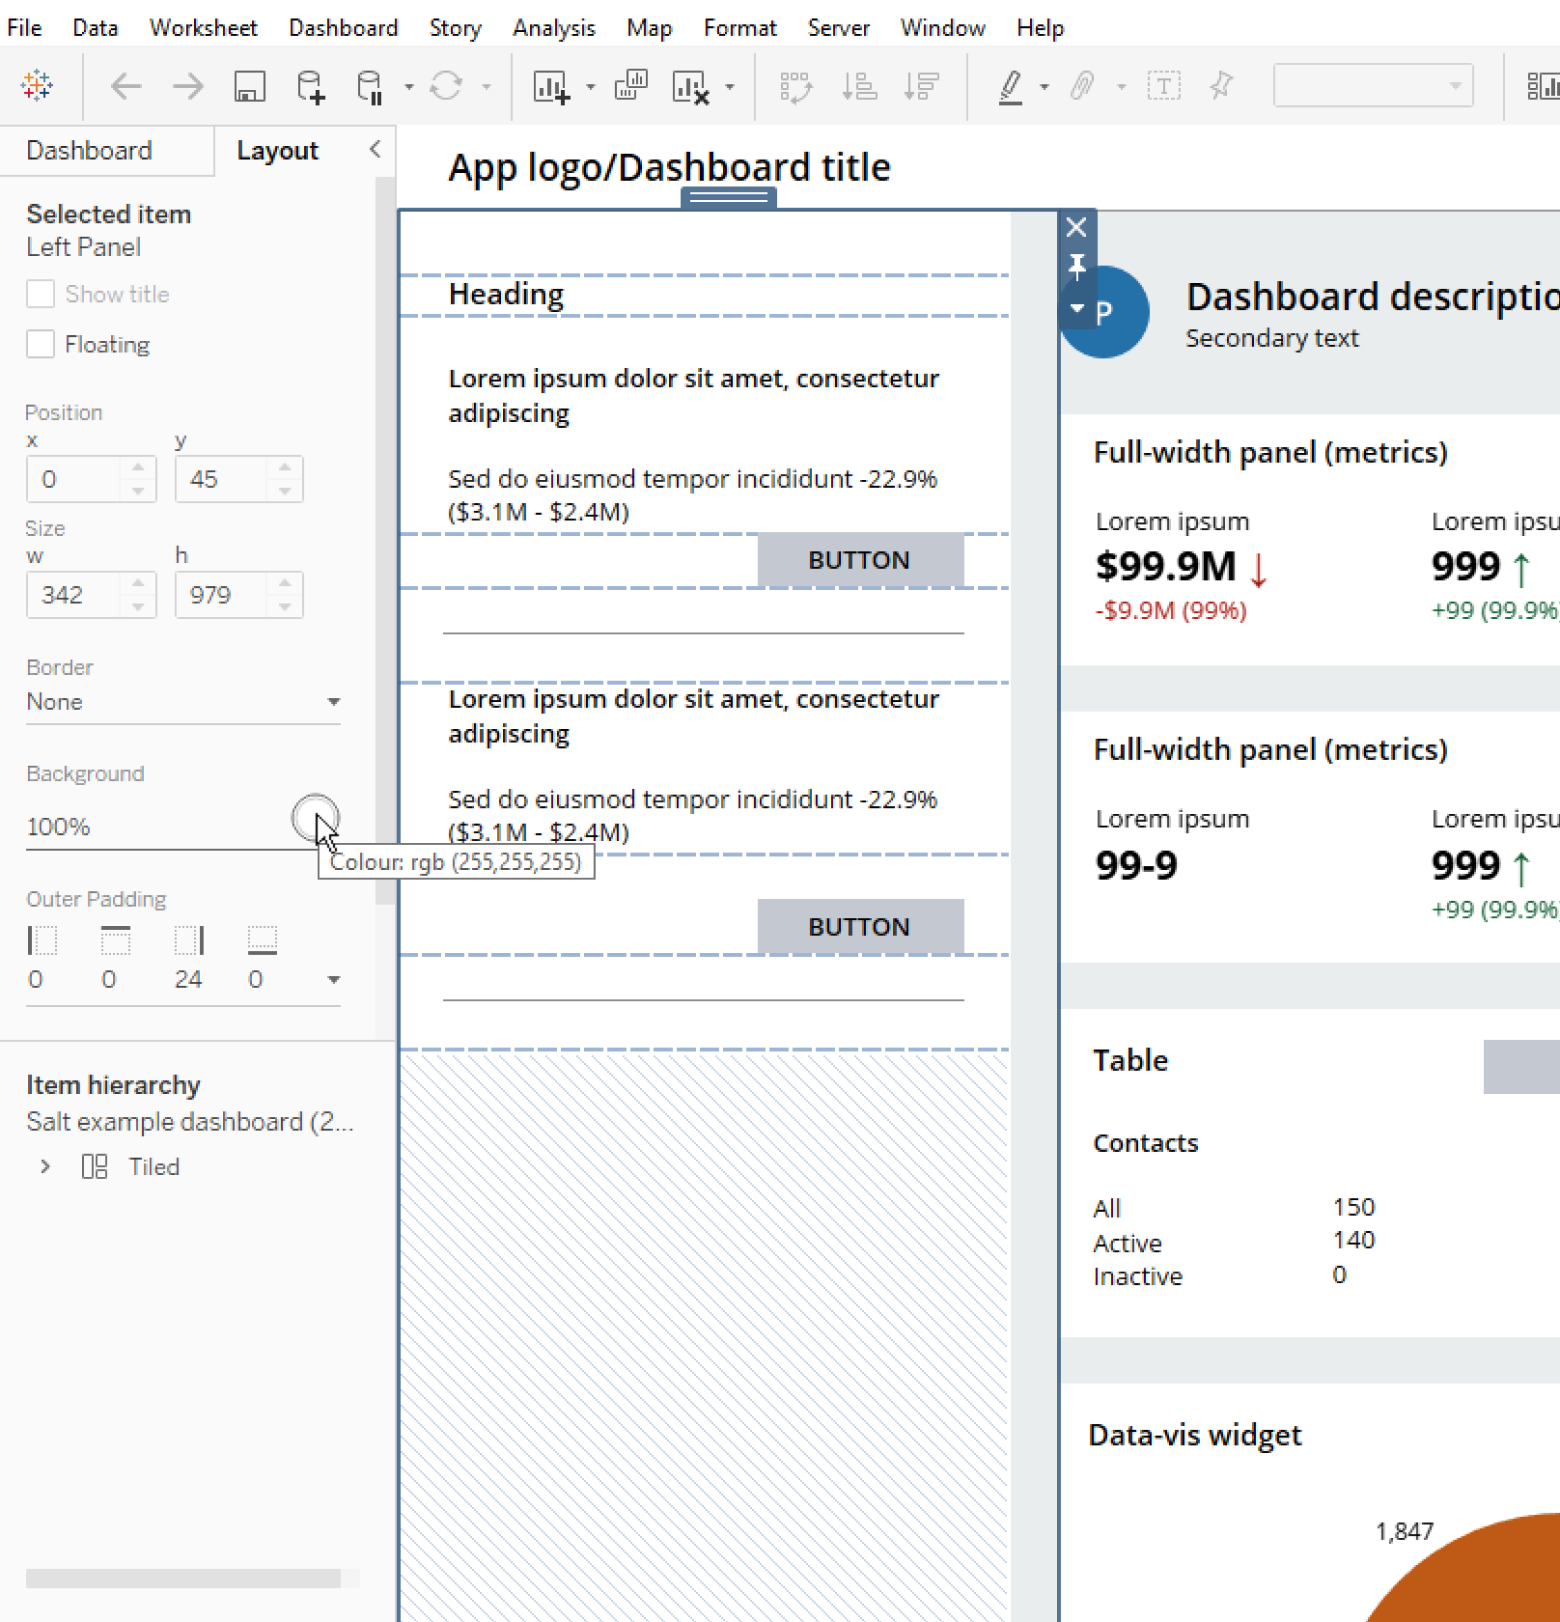 File Data Worksheet Dashboard Story Analysis Map Format Server Window Help
Dashboard Layout
Selected item
Left Panel
Show title
Floating
Position
x y
0 45
Size
w h
342 979
Border
None
Background
100%
Colour: rgb (255,255,255)
Outer Padding
0 0 24 0
Item hierarchy
Salt example dashboard (2...
Tiled
App logo/Dashboard title
Heading
Lorem ipsum dolor sit amet, consectetur
adipiscing
Sed do eiusmod tempor incididunt -22.9%
($3.1M - $2.4M)
BUTTON
Lorem ipsum dolor sit amet, consectetur
adipiscing
Sed do eiusmod tempor incididunt -22.9%
($3.1M - $2.4M)
BUTTON
P
Dashboard descriptio
Secondary text
Full-width panel (metrics)
Lorem ipsum Lorem ipsu
$99.9M ↓ 999 ↑
-$9.9M (99%) +99 (99.9%)
Full-width panel (metrics)
Lorem ipsum Lorem ipsu
99-9 999 ↑
+99 (99.9%)
Table
Contacts
All 150
Active 140
Inactive 0
Data-vis widget
1,847